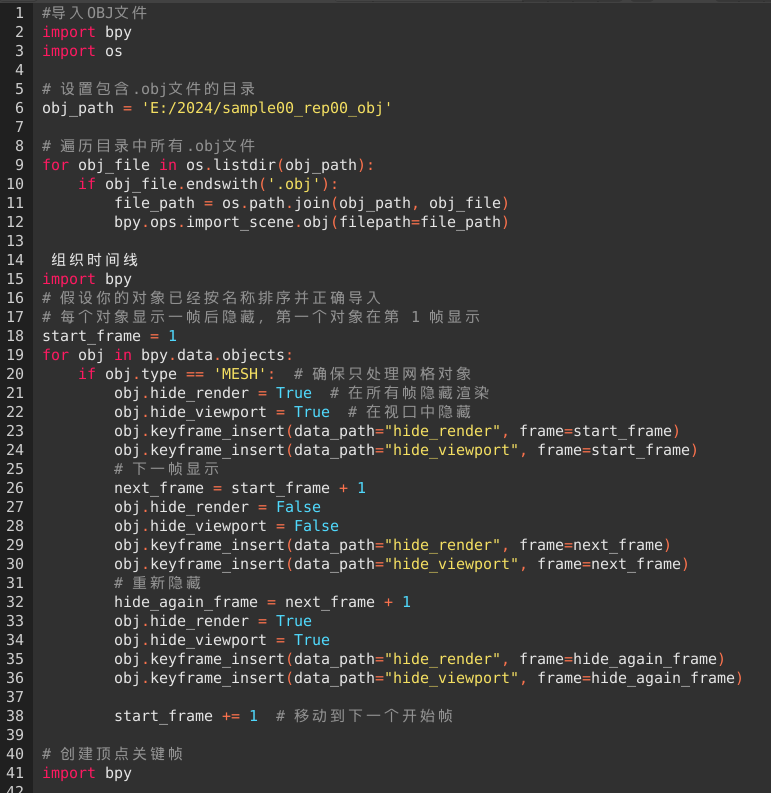 1 #导入OBJ文件
2 import bpy
3 import os
4
5 # 设置包含.obj文件的目录
6 obj_path = 'E:/2024/sample00_rep00_obj'
7
8 # 遍历目录中所有.obj文件
9 for obj_file in os.listdir(obj_path):
10     if obj_file.endswith('.obj'):
11         file_path = os.path.join(obj_path, obj_file)
12         bpy.ops.import_scene.obj(filepath=file_path)
13
14  组织时间线
15 import bpy
16 # 假设你的对象已经按名称排序并正确导入
17 # 每个对象显示一帧后隐藏, 第一个对象在第 1 帧显示
18 start_frame = 1
19 for obj in bpy.data.objects:
20     if obj.type == 'MESH':  # 确保只处理网格对象
21         obj.hide_render = True  # 在所有帧隐藏渲染
22         obj.hide_viewport = True  # 在视口中隐藏
23         obj.keyframe_insert(data_path="hide_render", frame=start_frame)
24         obj.keyframe_insert(data_path="hide_viewport", frame=start_frame)
25         # 下一帧显示
26         next_frame = start_frame + 1
27         obj.hide_render = False
28         obj.hide_viewport = False
29         obj.keyframe_insert(data_path="hide_render", frame=next_frame)
30         obj.keyframe_insert(data_path="hide_viewport", frame=next_frame)
31         # 重新隐藏
32         hide_again_frame = next_frame + 1
33         obj.hide_render = True
34         obj.hide_viewport = True
35         obj.keyframe_insert(data_path="hide_render", frame=hide_again_frame)
36         obj.keyframe_insert(data_path="hide_viewport", frame=hide_again_frame)
37
38         start_frame += 1  # 移动到下一个开始帧
39
40 # 创建顶点关键帧
41 import bpy
42